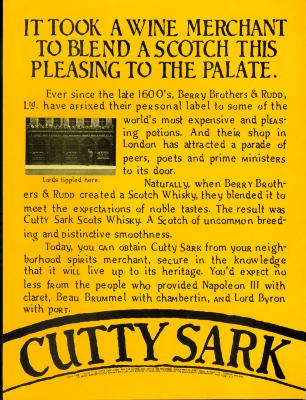 IT TOOK A WINE MERCHANT
TO BLEND A SCOTCH THIS
PLEASING TO THE PALATE.
Ever since the late 1600's, Berry Brothers & Rudd,
Ltd. have affixed their personal label to some of the
world's most expensive and pleas-
ing potions. And their shop in
London has attracted a parade of
peers, poets and prime ministers
to its door.
Lords tippled here.
Naturally, when Berry Broth-
ers & Rudd created a Scotch Whisky, they blended it to
meet the expectations of noble tastes. The result was
Cutty Sark Scots Whisky. A Scotch of uncommon breed-
ing and distinctive smoothness.
Today, you can obtain Cutty Sark from your neigh-
borhood spirits merchant, secure in the knowledge
that it will live up to its heritage. You'd expect no
less from the people who provided Napoleon III with
claret, Beau Brummel with chambertin, and Lord Byron
with port.
CUTTY SARK